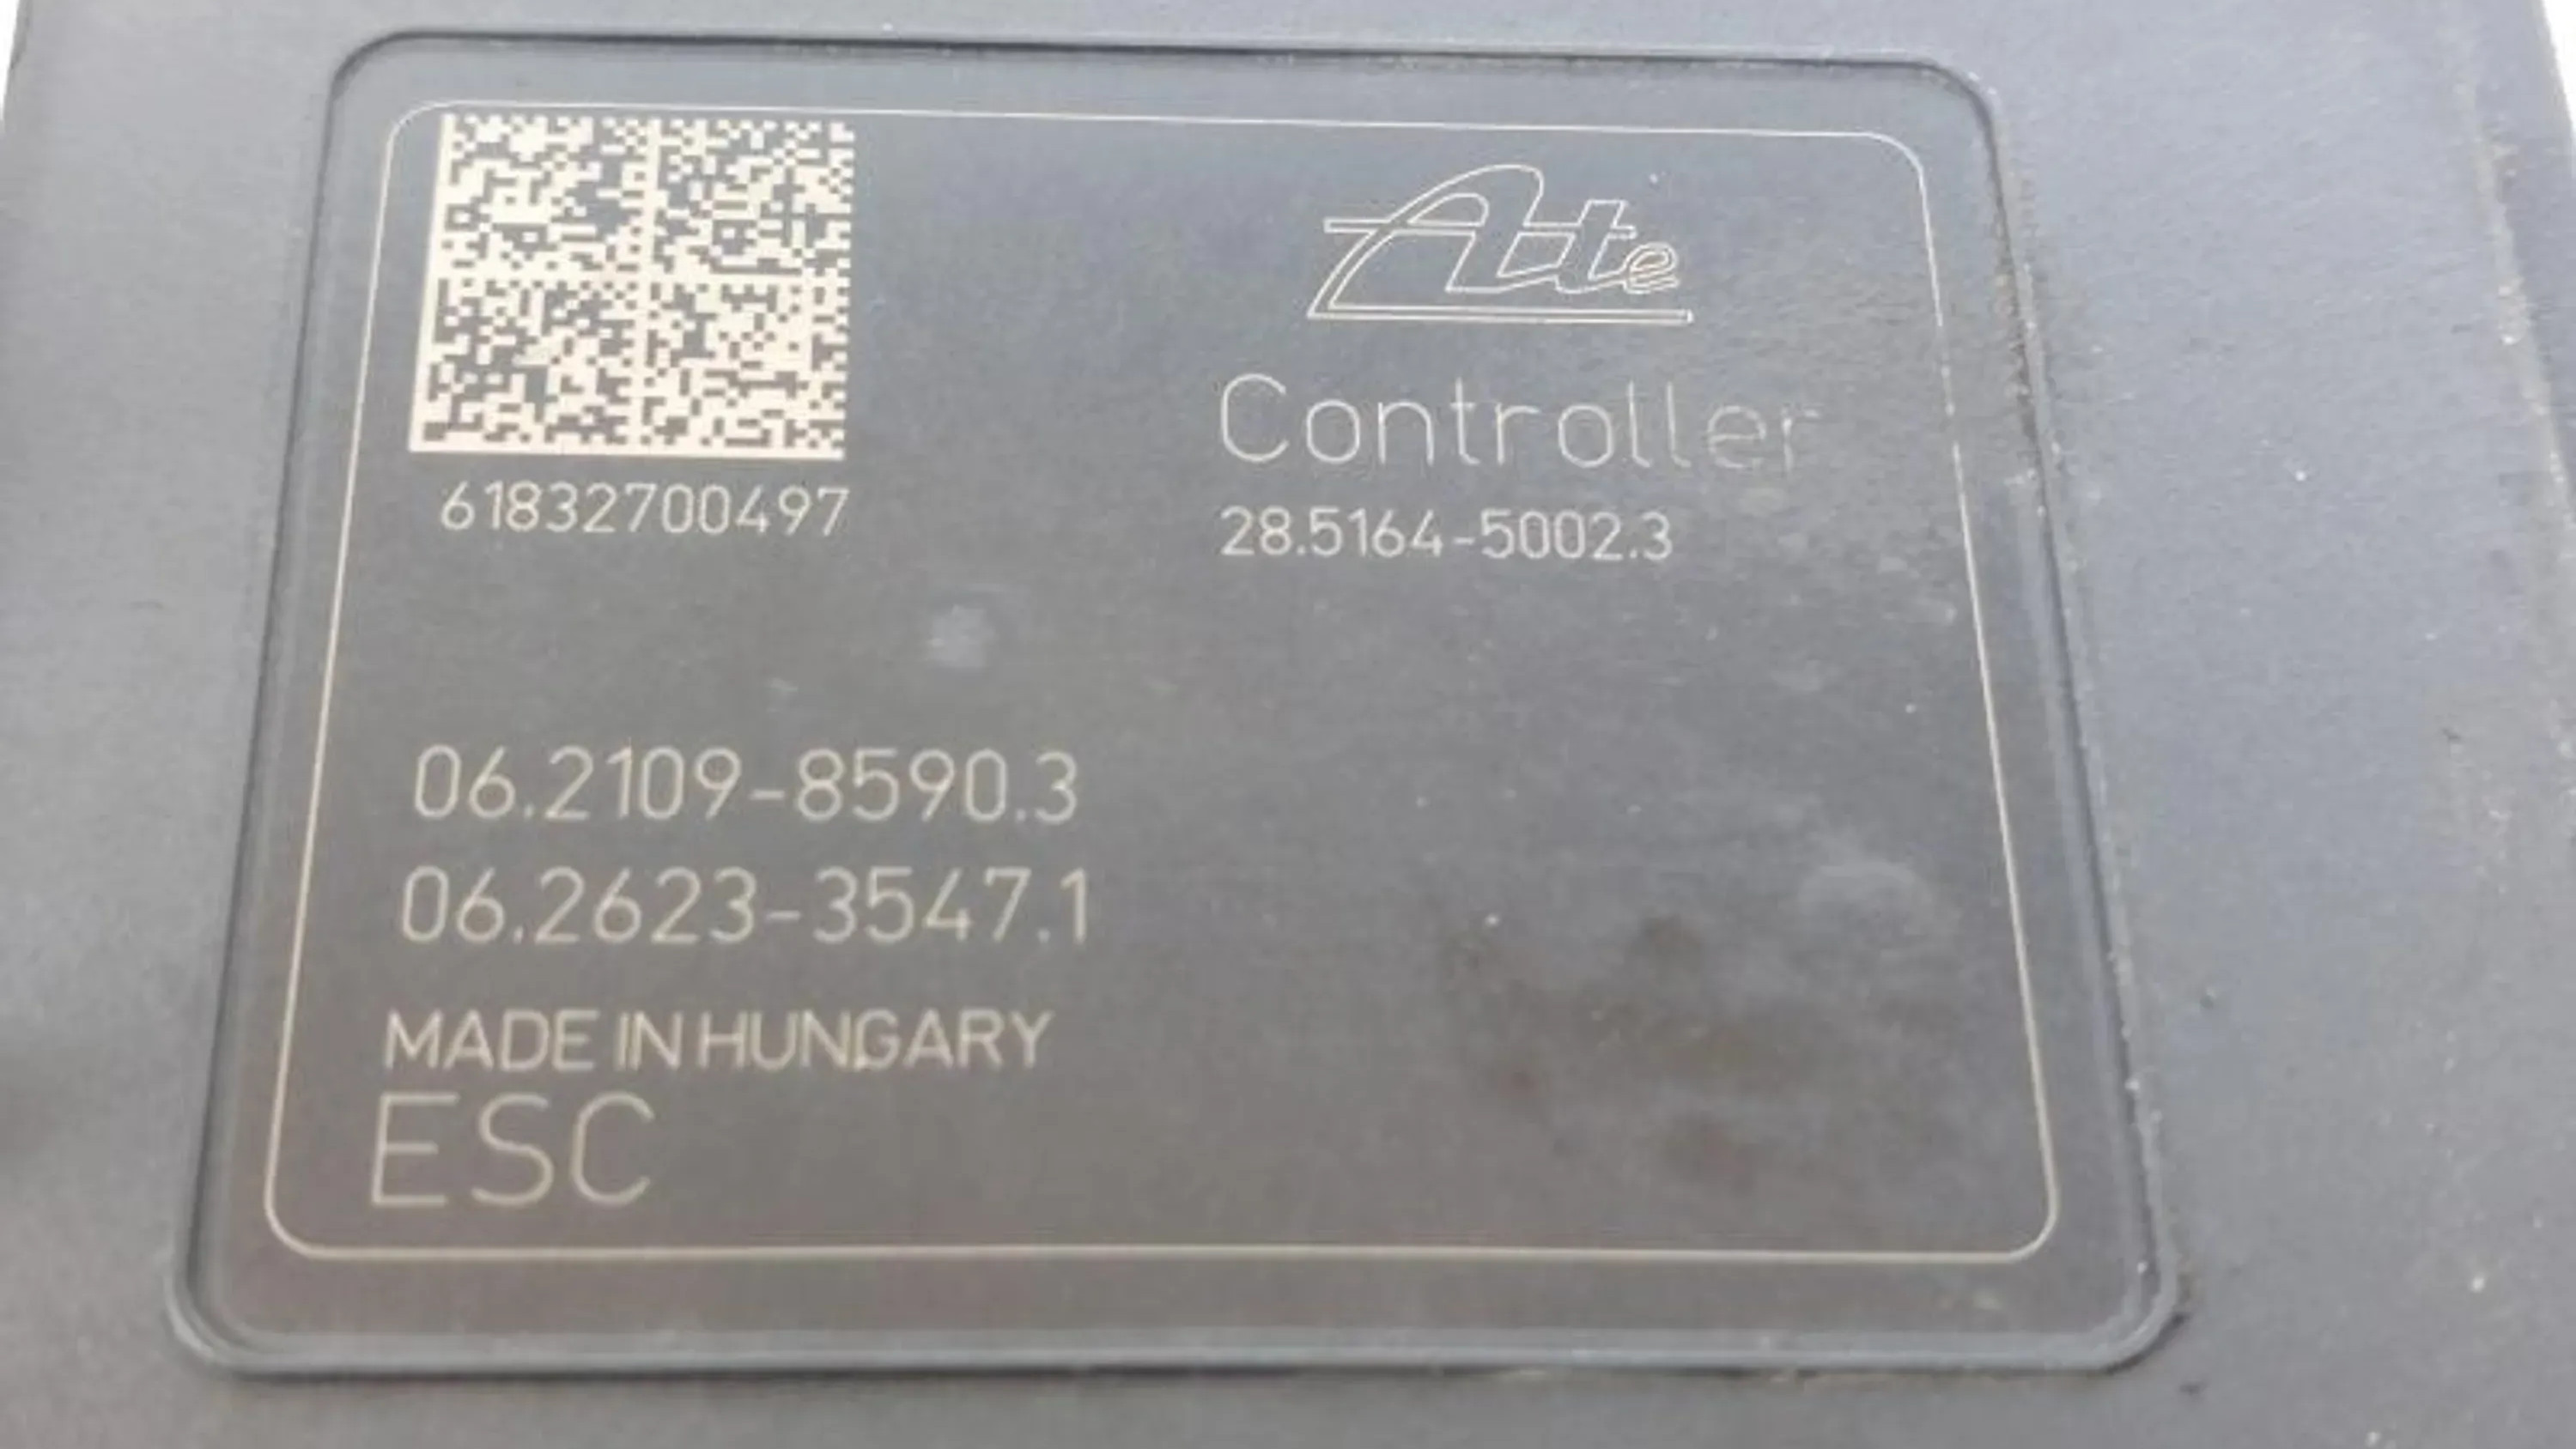 Ate
Controller
61832700497
28.5164-5002.3
06.2109-8590.3
06.2623-3547.1
MADE IN HUNGARY
ESC